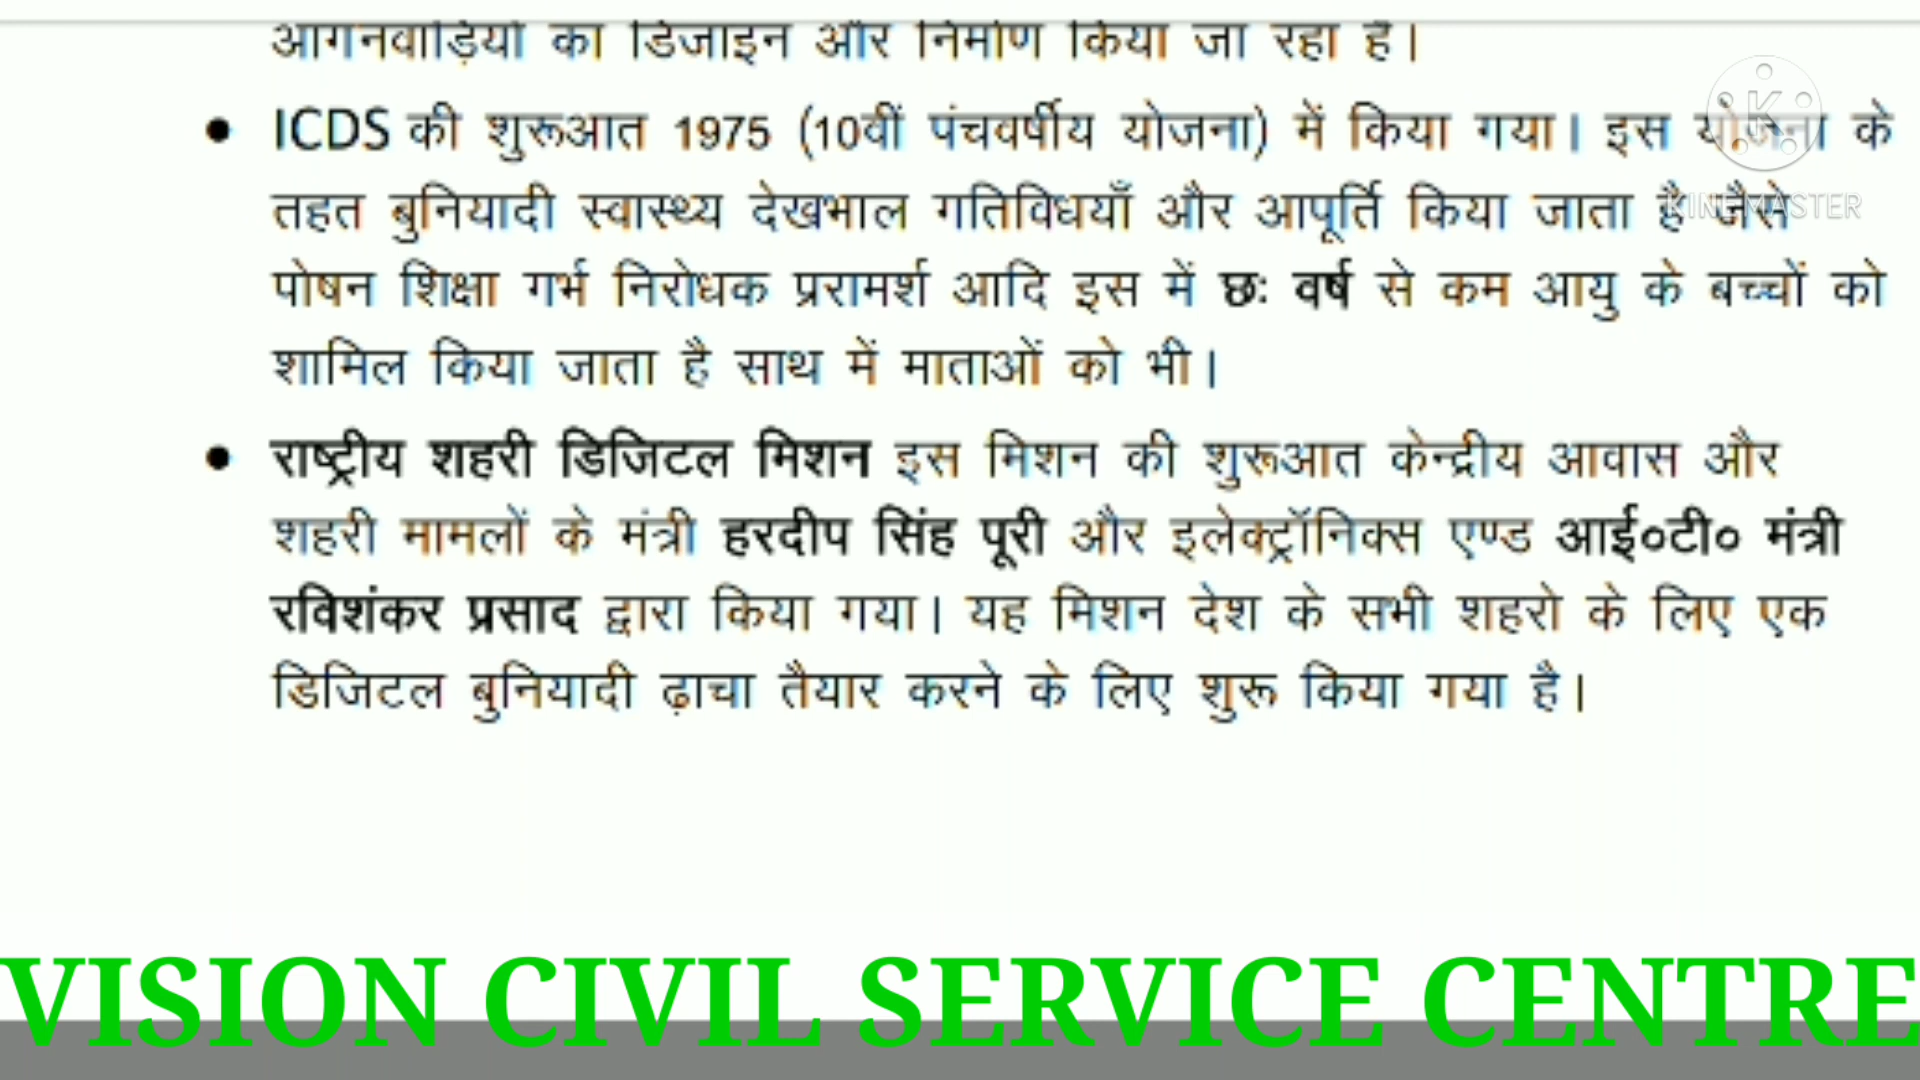 आगनवाड़ियों का डिजाइन और निर्माण किया जा रहा है।
• ICDS की शुरूआत 1975 (10वीं पंचवर्षीय योजना) में किया गया। इस योजना के
तहत बुनियादी स्वास्थ्य देखभाल गतिविधयाँ और आपूर्ति किया जाता है जैसे
पोषन शिक्षा गर्भ निरोधक प्ररामर्श आदि इस में छः वर्ष से कम आयु के बच्चों को
शामिल किया जाता है साथ में माताओं को भी।
• राष्ट्रीय शहरी डिजिटल मिशन इस मिशन की शुरूआत केन्द्रीय आवास और
शहरी मामलों के मंत्री हरदीप सिंह पूरी और इलेक्ट्रॉनिक्स एण्ड आई०टी० मंत्री
रविशंकर प्रसाद द्वारा किया गया। यह मिशन देश के सभी शहरो के लिए एक
डिजिटल बुनियादी ढ़ाचा तैयार करने के लिए शुरू किया गया है।
K
KINEMASTER
VISION CIVIL SERVICE CENTRE